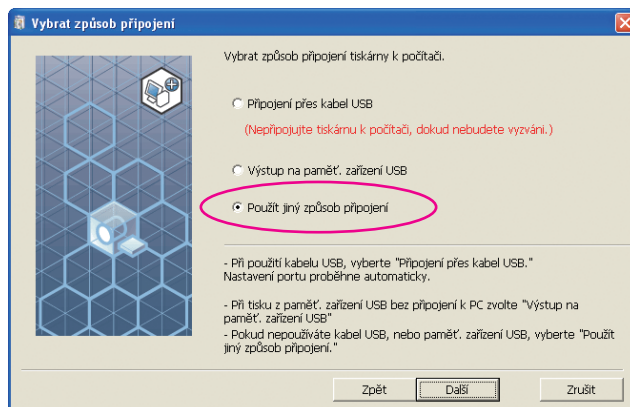 Vybrat způsob připojení
Vybrat způsob připojení tiskárny k počítači.
Připojení přes kabel USB
(Nepřipojujte tiskárnu k počítači, dokud nebudete vyzváni.)
Výstup na paměť. zařízení USB
Použít jiný způsob připojení
- Při použití kabelu USB, vyberte "Připojení přes kabel USB."
Nastavení portu proběhne automaticky.
- Při tisku z paměť. zařízení USB bez připojení k PC zvolte "Výstup na
paměť. zařízení USB"
- Pokud nepoužíváte kabel USB, nebo paměť. zařízení USB, vyberte "Použít
jiný způsob připojení."
Zpět
Další
Zrušit